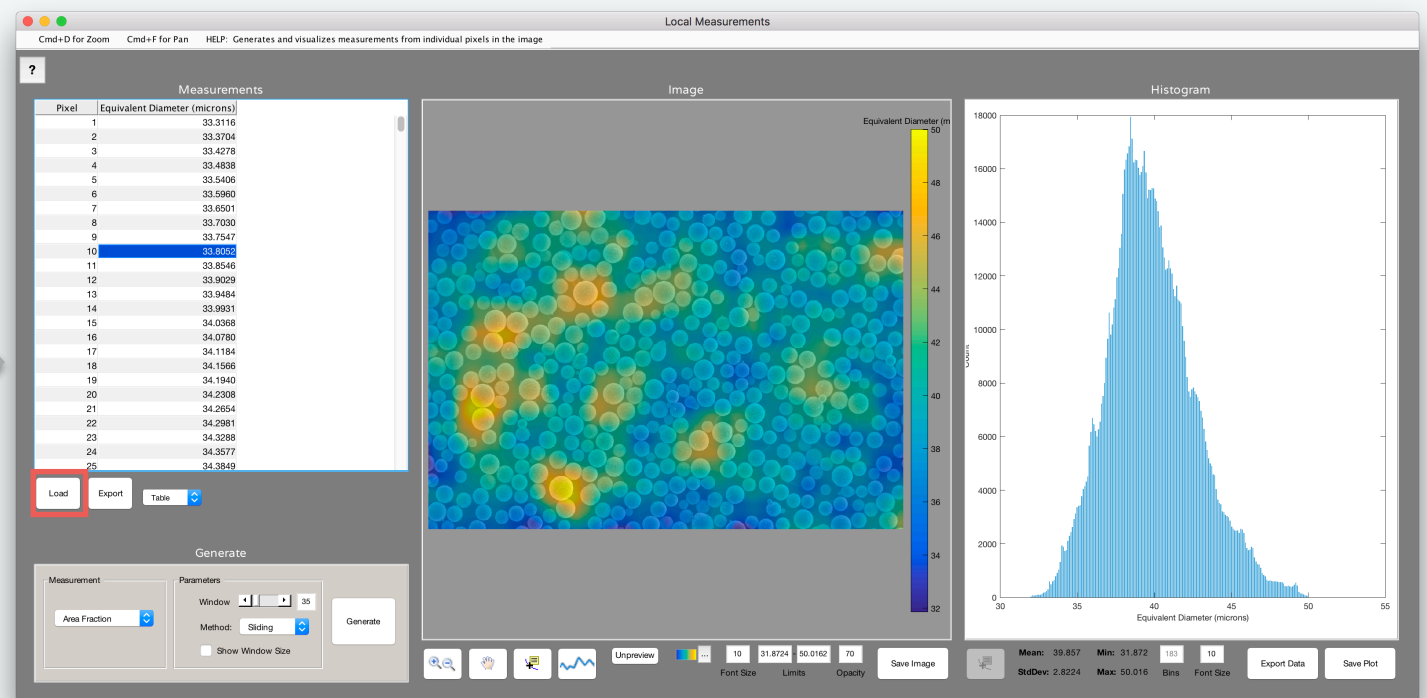 Local Measurements
Cmd+D for Zoom Cmd+F for Pan HELP: Generates and visualizes measurements from individual pixels in the image
?
Measurements
Pixel Equivalent Diameter (microns)
1 33.3116
2 33.3704
3 33.4278
4 33.4838
5 33.5406
6 33.5960
7 33.6501
8 33.7030
9 33.7547
10 33.8052
11 33.8546
12 33.9029
13 33.9484
14 33.9931
15 34.0368
16 34.0780
17 34.1184
18 34.1566
19 34.1940
20 34.2308
21 34.2654
22 34.2981
23 34.3288
24 34.3577
25 34.3849
Load Export Table
Generate
Measurement
Area Fraction
Parameters
Window 35
Method: Sliding
Show Window Size
Generate
Image
Equivalent Diameter (m
50
48
46
44
42
40
38
36
34
32
Unpreview
...
10 31.8724 - 50.0162 70
Font Size Limits Opacity
Save Image
Histogram
18000
16000
14000
12000
10000
8000
6000
4000
2000
0
Count
30 35 40 45 50 55
Equivalent Diameter (microns)
Mean: 39.857 Min: 31.872 183 10
StdDev: 2.8224 Max: 50.016 Bins Font Size
Export Data
Save Plot